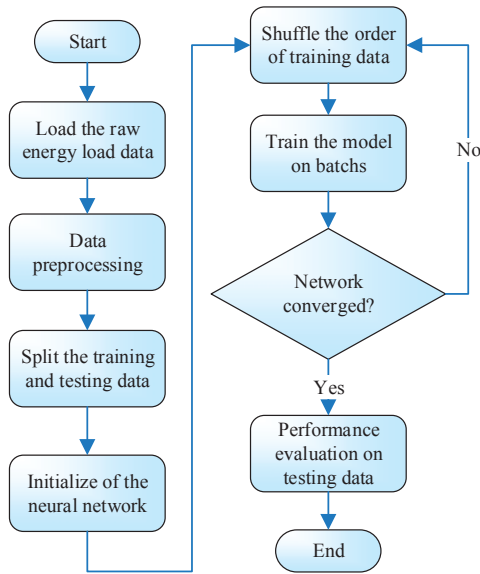 Start
Load the raw
energy load data
Data
preprocessing
Split the training
and testing data
Initialize of the
neural network
Shuffle the order
of training data
Train the model
on batchs
Network
converged?
No
Yes
Performance
evaluation on
testing data
End